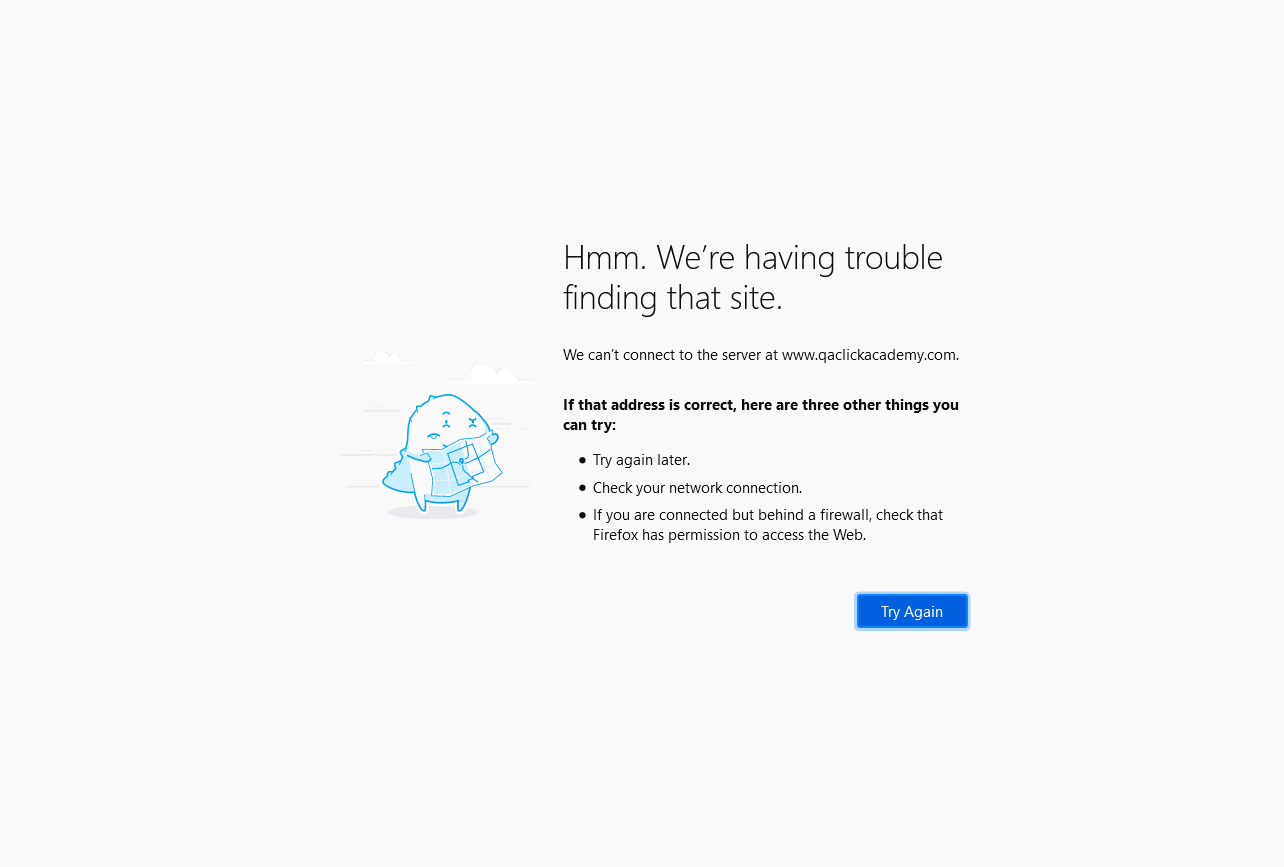 Hmm. We’re having trouble
finding that site.
We can’t connect to the server at www.qaclickacademy.com.
If that address is correct, here are three other things you
can try:
Try again later.
Check your network connection.
If you are connected but behind a firewall, check that
Firefox has permission to access the Web.
Try Again